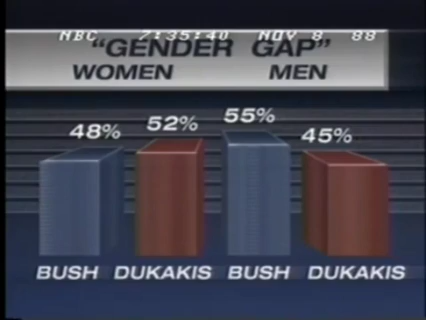 NBC 7:35:40 NOV 8 88
"GENDER GAP"
WOMEN MEN
48% 52% 55% 45%
BUSH DUKAKIS BUSH DUKAKIS